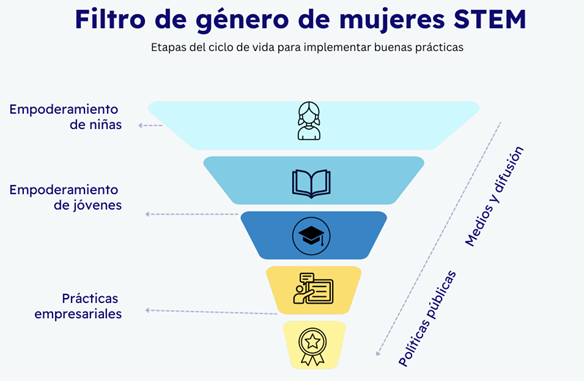 Filtro de género de mujeres STEM
Etapas del ciclo de vida para implementar buenas prácticas
Empoderamiento
de niñas
Empoderamiento
de jóvenes
Prácticas
empresariales
Medios y difusión
Políticas públicas